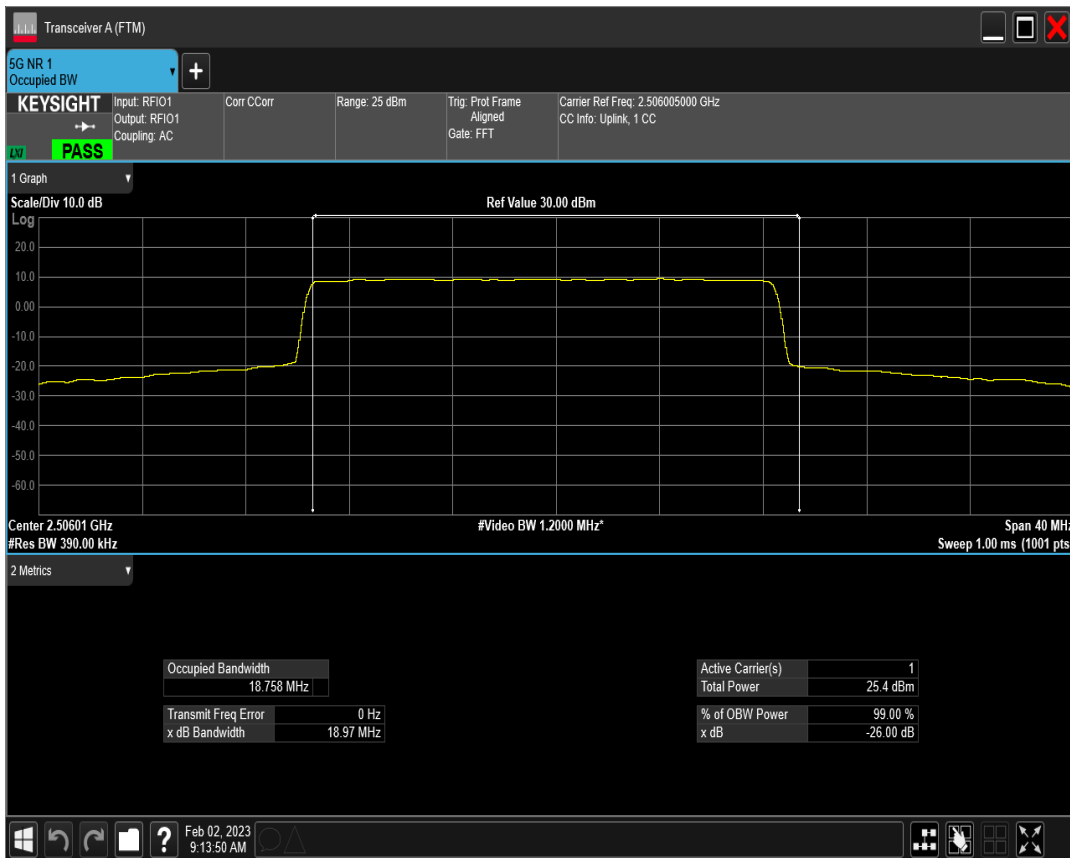 Transceiver A (FTM)
5G NR 1
Occupied BW
+
KEYSIGHT
LXI
PASS
Input: RFIO1
Output: RFIO1
Coupling: AC
Corr CCorr
Range: 25 dBm
Trig: Prot Frame
Aligned
Gate: FFT
Carrier Ref Freq: 2.506005000 GHz
CC Info: Uplink, 1 CC
1 Graph
Scale/Div 10.0 dB
Ref Value 30.00 dBm
Log
20.0
10.0
0.00
-10.0
-20.0
-30.0
-40.0
-50.0
-60.0
Center 2.50601 GHz
#Video BW 1.2000 MHz*
Span 40 MHz
#Res BW 390.00 kHz
Sweep 1.00 ms (1001 pts
2 Metrics
Occupied Bandwidth
18.758 MHz
Transmit Freq Error 0 Hz
x dB Bandwidth 18.97 MHz
Active Carrier(s) 1
Total Power 25.4 dBm
% of OBW Power 99.00 %
x dB -26.00 dB
?
Feb 02, 2023
9:13:50 AM